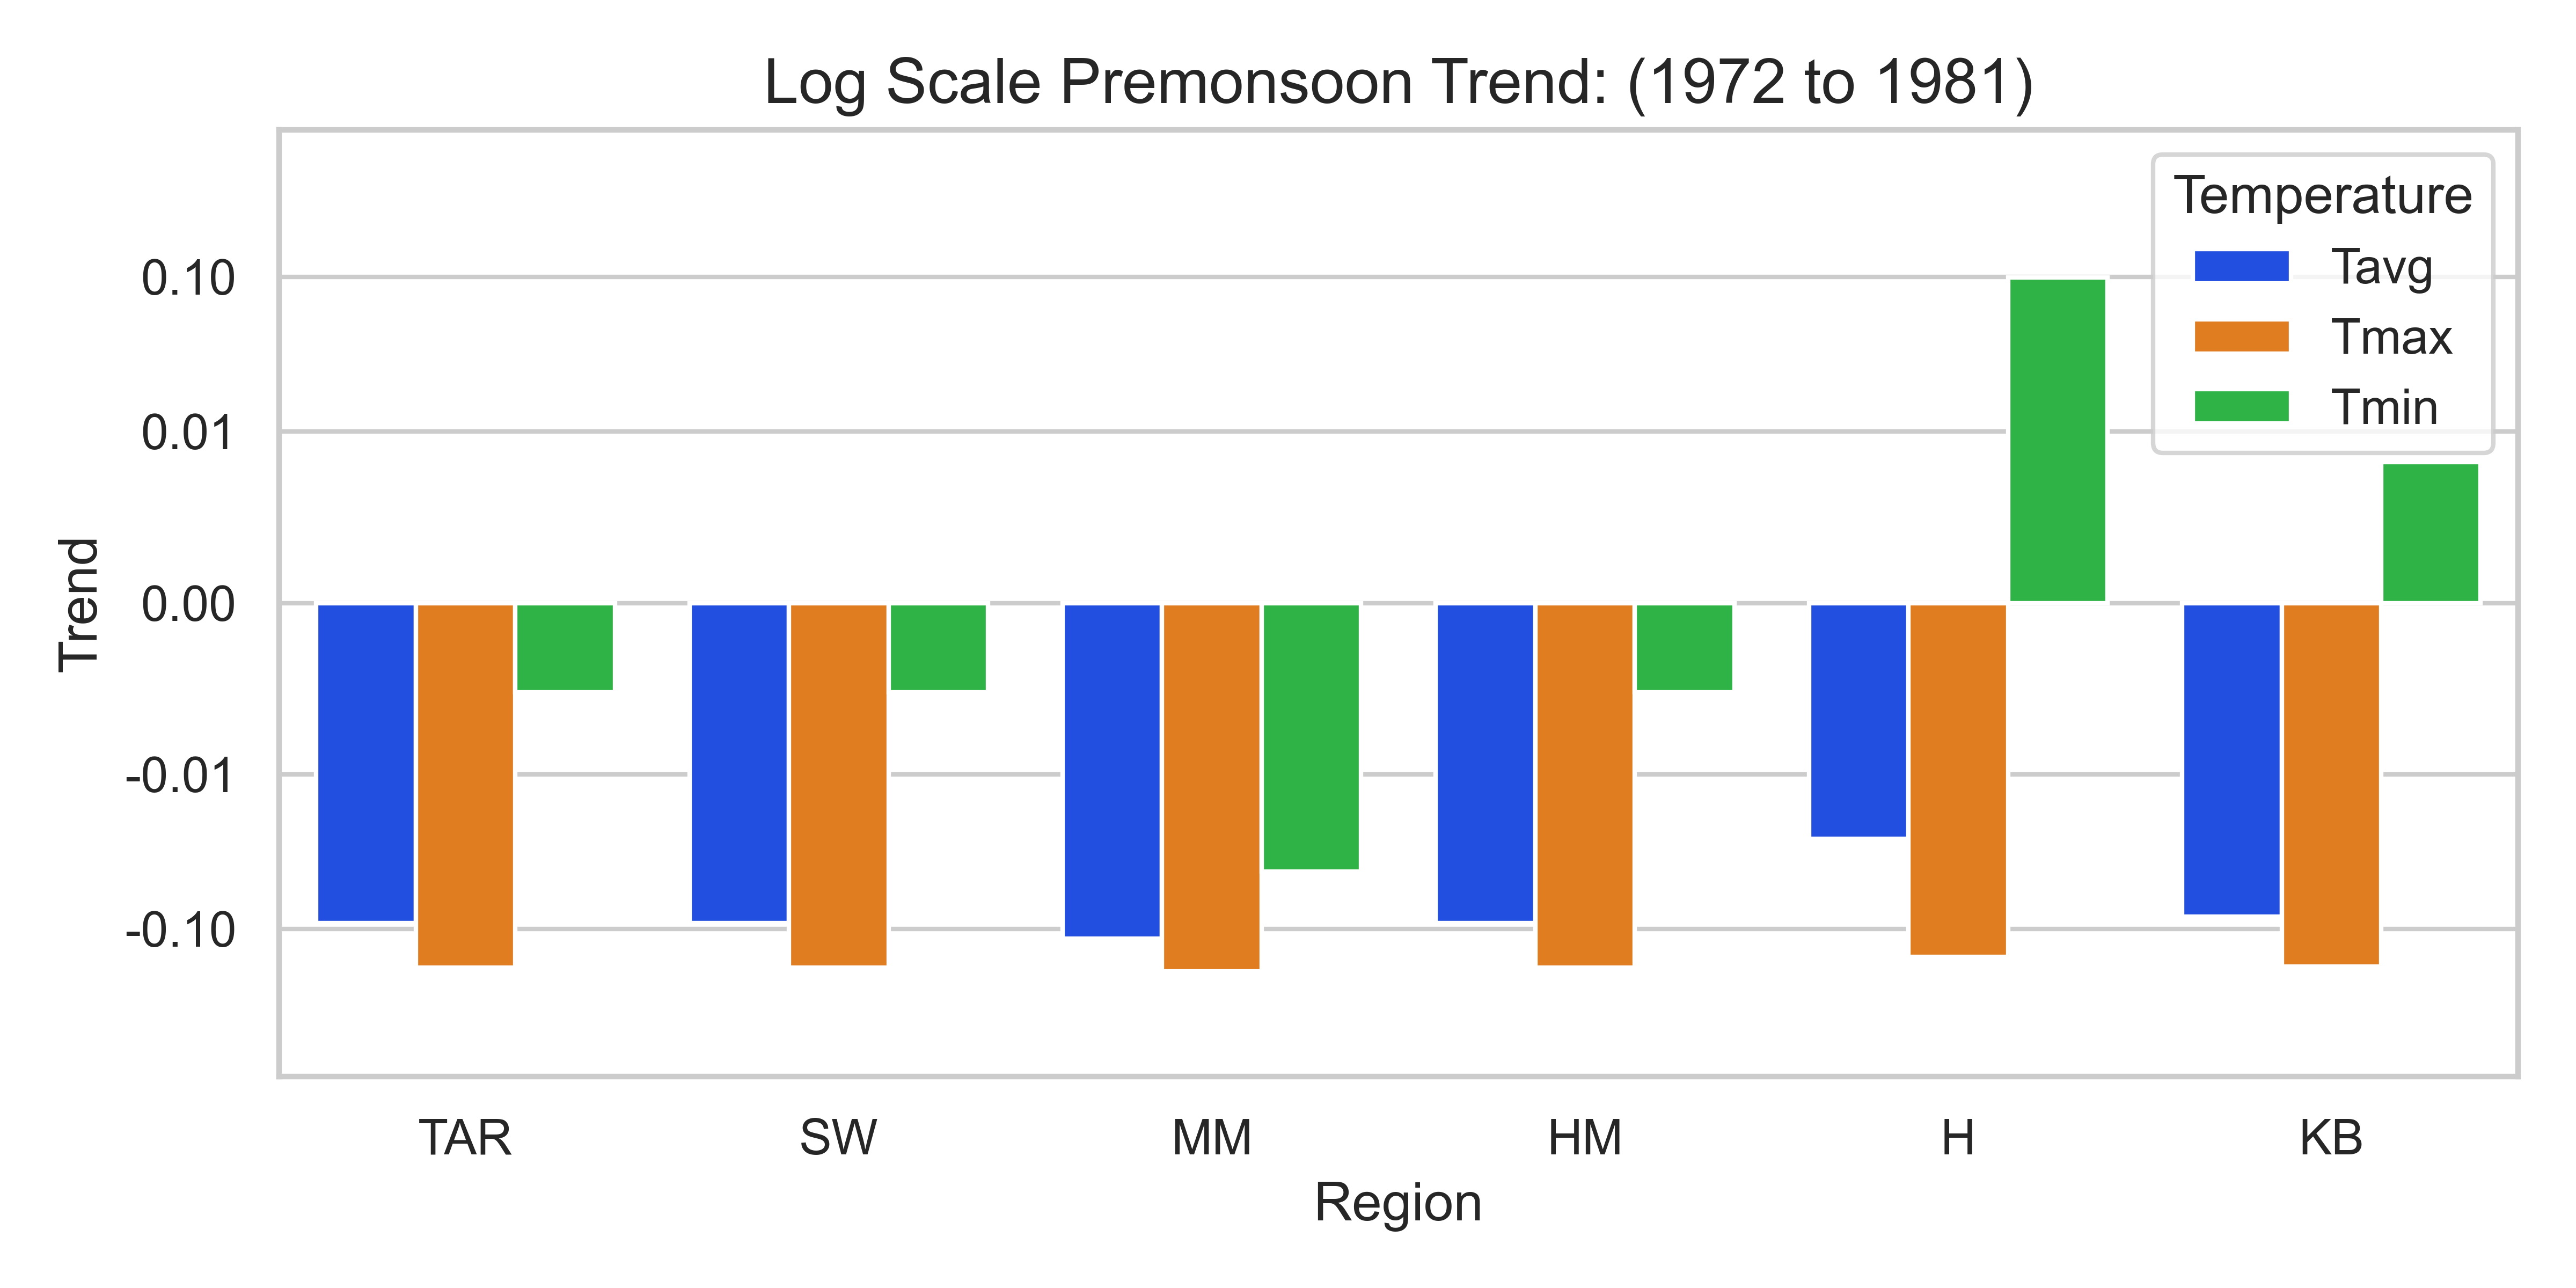 Log Scale Premonsoon Trend: (1972 to 1981)
Temperature
Tavg
Tmax
Tmin
0.10
0.01
0.00
-0.01
-0.10
Trend
TAR SW MM HM H KB
Region